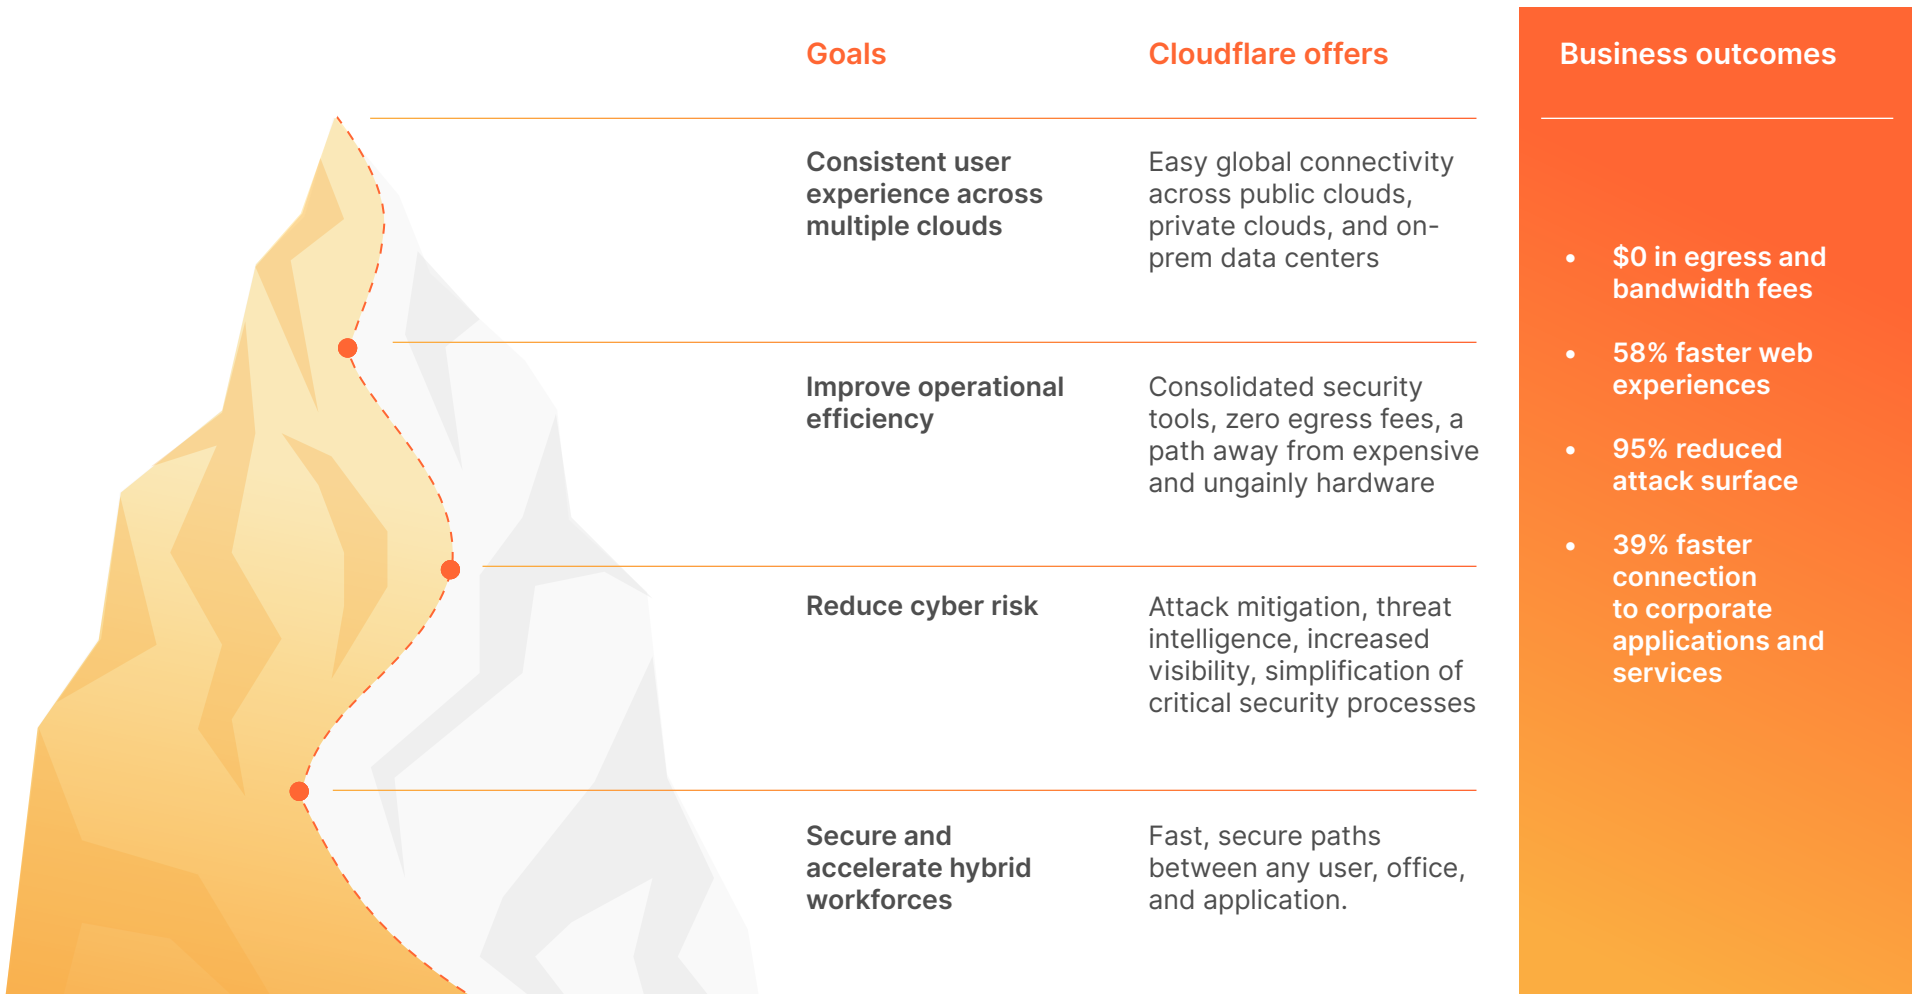 Goals
Cloudflare offers
Business outcomes
Consistent user
experience across
multiple clouds
Easy global connectivity
across public clouds,
private clouds, and on-
prem data centers
Improve operational
efficiency
Consolidated security
tools, zero egress fees, a
path away from expensive
and ungainly hardware
Reduce cyber risk
Attack mitigation, threat
intelligence, increased
visibility, simplification of
critical security processes
Secure and
accelerate hybrid
workforces
Fast, secure paths
between any user, office,
and application.
• $0 in egress and
bandwidth fees
• 58% faster web
experiences
• 95% reduced
attack surface
• 39% faster
connection
to corporate
applications and
services